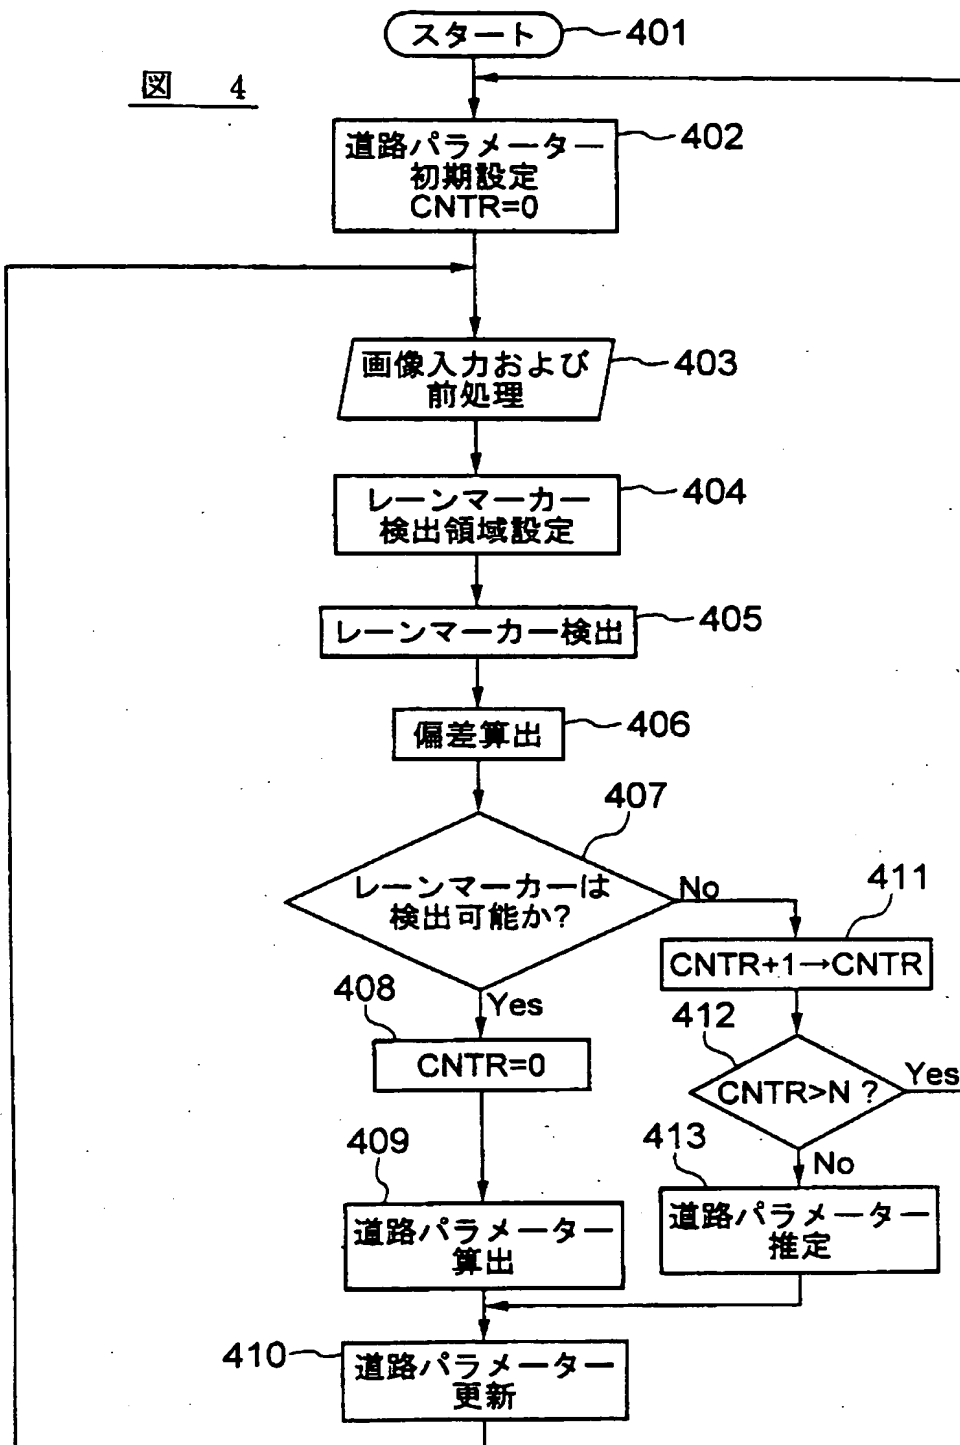 スタート
401
図 4
道路パラメーター
初期設定
CNTR=0
402
画像入力および
前処理
403
レーンマーカー
検出領域設定
404
レーンマーカー検出
405
偏差算出
406
407
レーンマーカーは
検出可能か?
No
411
CNTR+1→CNTR
408
Yes
412
CNTR=0
CNTR>N ?
Yes
409
413
No
道路パラメーター
算出
道路パラメーター
推定
410
道路パラメーター
更新